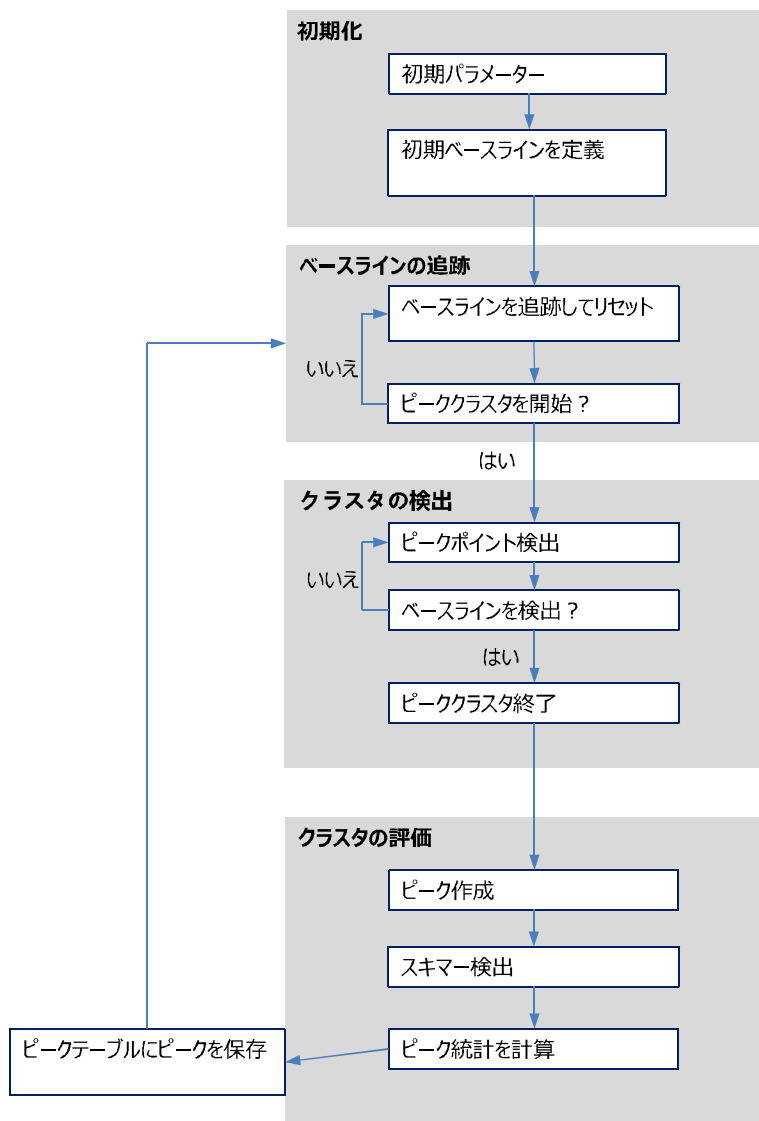 初期化
初期パラメーター
初期ベースラインを定義
ベースラインの追跡
ベースラインを追跡してリセット
いいえ
ピーククラスタを開始？
はい
クラスタの検出
ピークポイント検出
いいえ
ベースラインを検出？
はい
ピーククラスタ終了
クラスタの評価
ピーク作成
スキマー検出
ピークテーブルにピークを保存
ピーク統計を計算